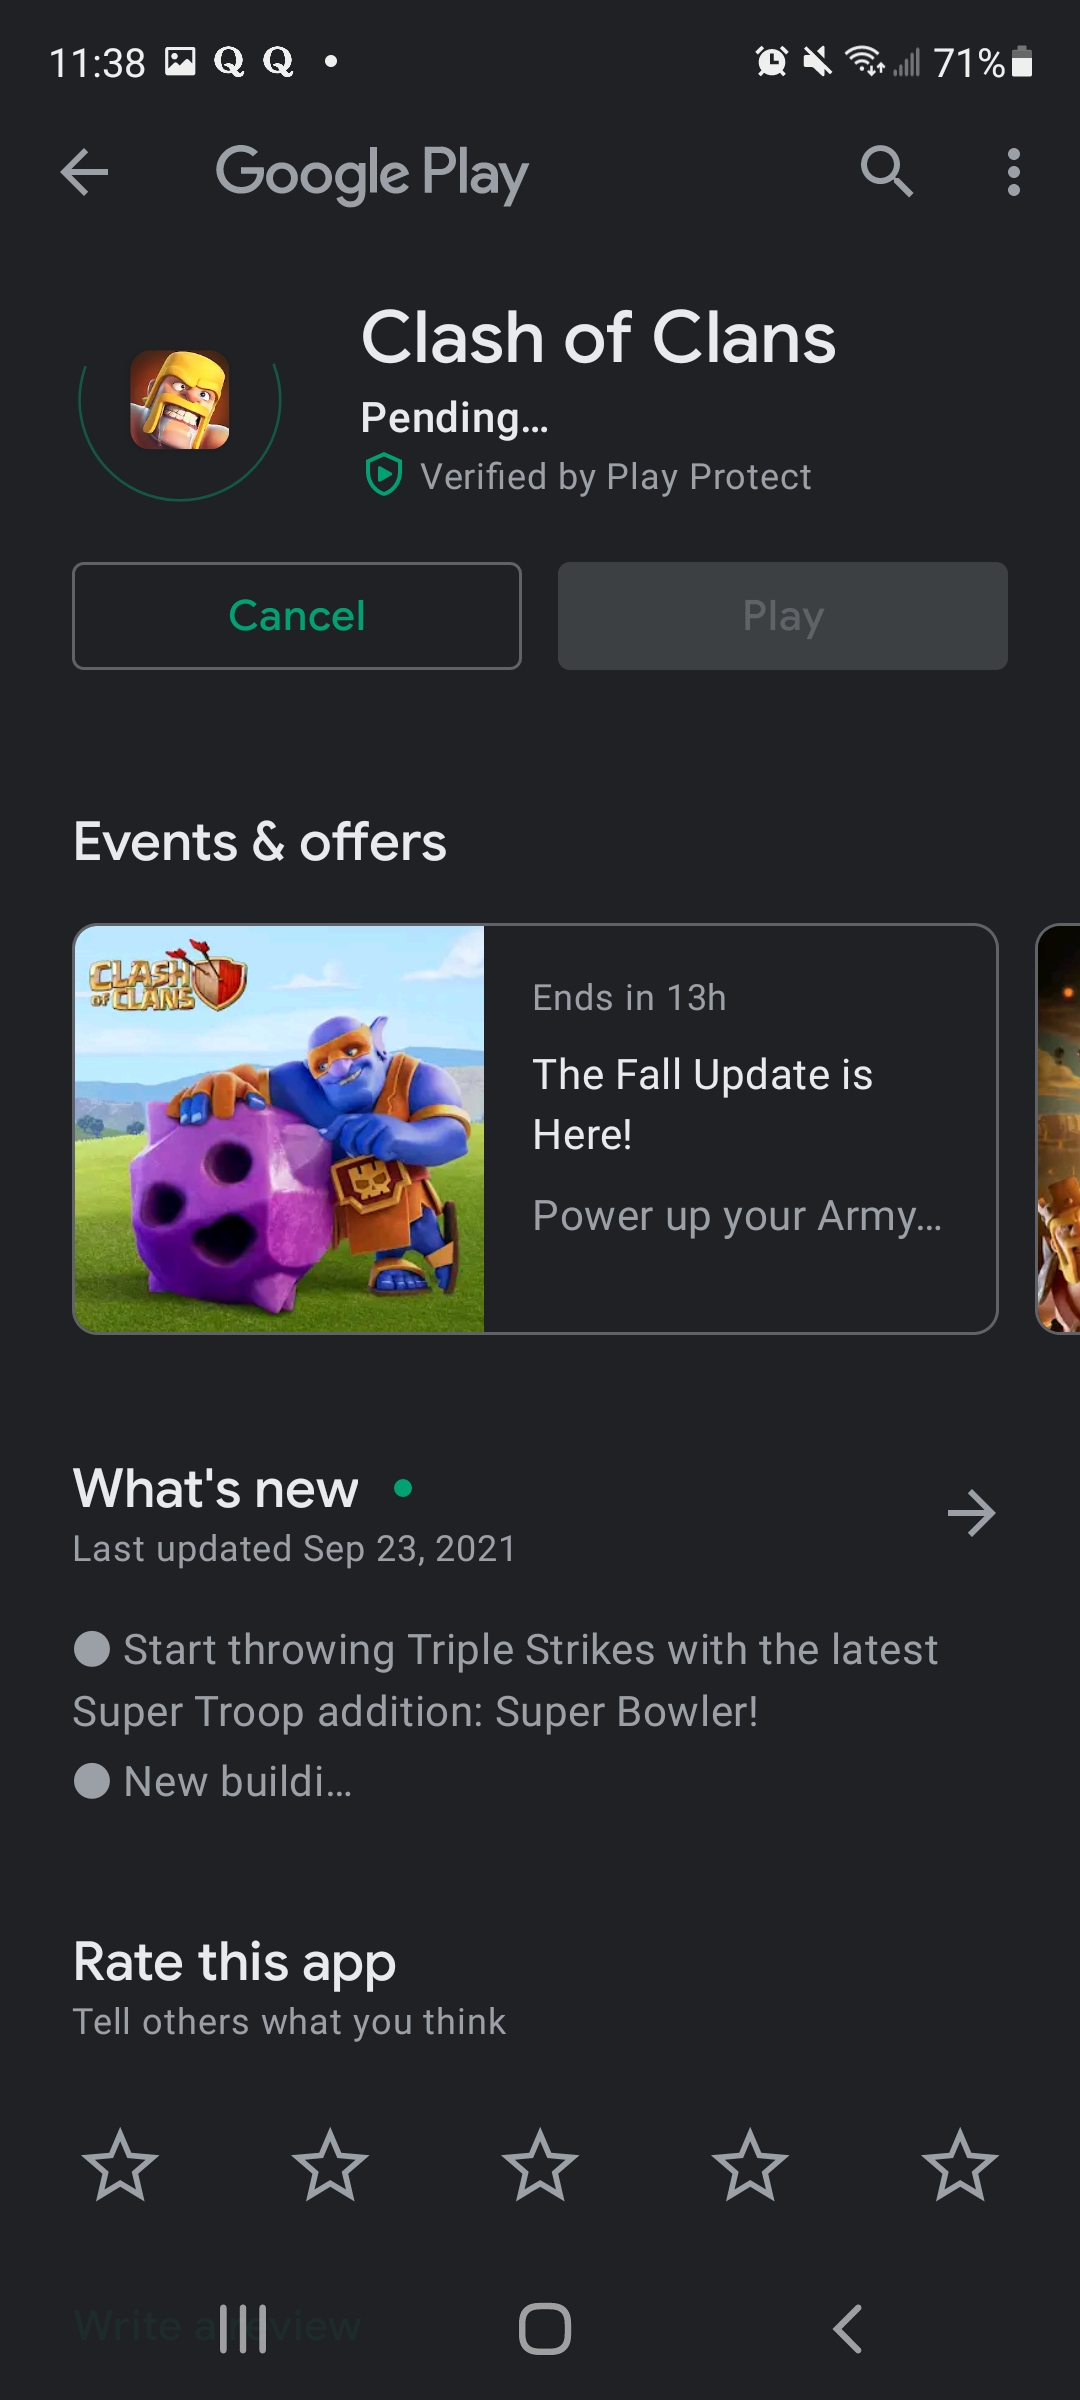 11:38 Q Q 71%
Google Play
Clash of Clans
Pending...
Verified by Play Protect
Cancel Play
Events & offers
CLASH
OF CLANS
Ends in 13h
The Fall Update is
Here!
Power up your Army...
What's new
Last updated Sep 23, 2021
● Start throwing Triple Strikes with the latest
Super Troop addition: Super Bowler!
● New buildi...
Rate this app
Tell others what you think
Write a review